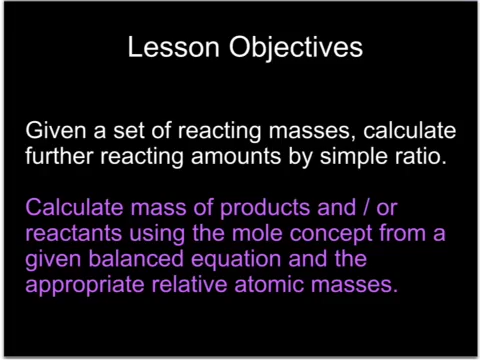 Lesson Objectives
Given a set of reacting masses, calculate
further reacting amounts by simple ratio.
Calculate mass of products and / or
reactants using the mole concept from a
given balanced equation and the
appropriate relative atomic masses.